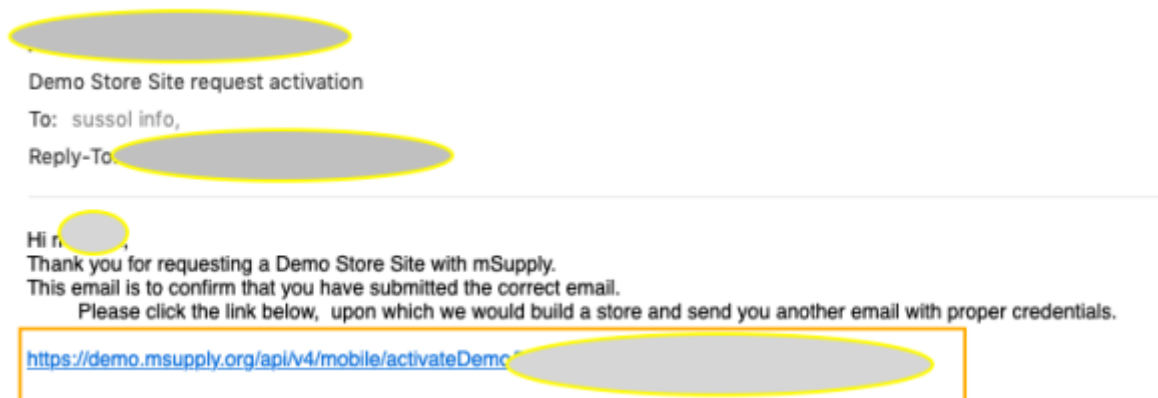 Demo Store Site request activation
To: sussol info,
Reply-To:
Hi
Thank you for requesting a Demo Store Site with mSupply.
This email is to confirm that you have submitted the correct email.
Please click the link below, upon which we would build a store and send you another email with proper credentials.
https://demo.msupply.org/api/v4/mobile/activateDemo